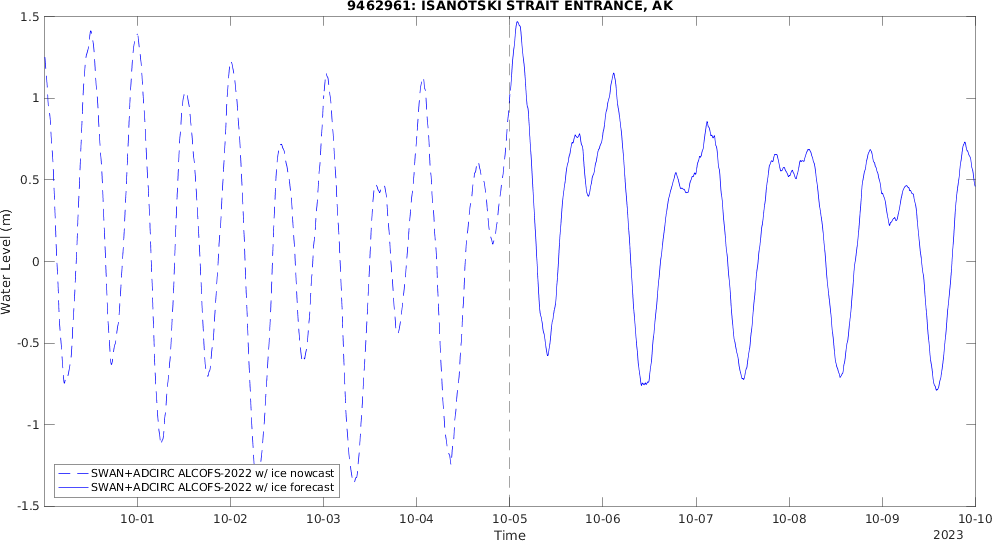 9462961: ISANOTSKI STRAIT ENTRANCE, AK
1.5
1
0.5
0
-0.5
-1
-1.5
Water Level (m)
SWAN+ADCIRC ALCOFS-2022 w/ ice nowcast
SWAN+ADCIRC ALCOFS-2022 w/ ice forecast
10-01 10-02 10-03 10-04 10-05 10-06 10-07 10-08 10-09 10-10
Time
2023